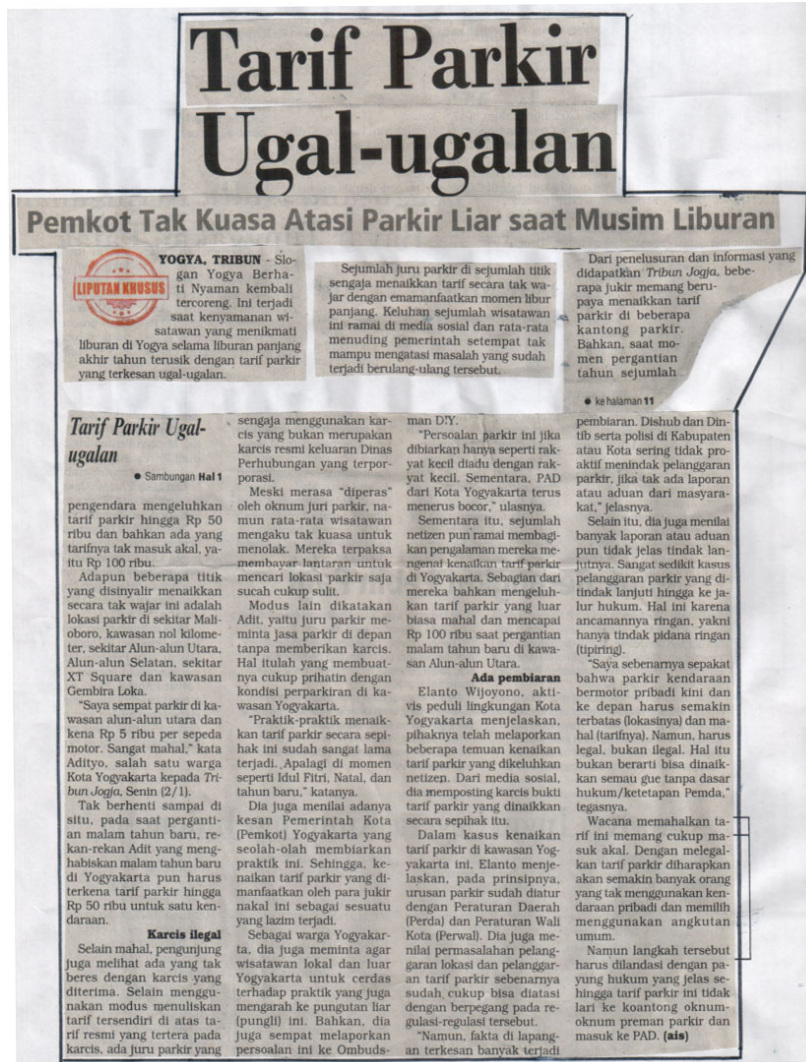 Tarif Parkir
Ugal-ugalan
Pemkot Tak Kuasa Atasi Parkir Liar saat Musim Liburan
LIPUTAN KHUSUS
YOGYA, TRIBUN - Slo-
gan Yogya Berha-
ti Nyaman kembali
tercoreng. Ini terjadi
saat kenyamanan wi-
satawan yang menikmati
liburan di Yogya selama liburan panjang
akhir tahun terusik dengan tarif parkir
yang terkesan ugal-ugalan.
Sejumlah juru parkir di sejumlah titik
sengaja menaikkan tarif secara tak wa-
jar dengan emamanfaatkan momen libur
panjang. Keluhan sejumlah wisatawan
ini ramai di media sosial dan rata-rata
menuding pemerintah setempat tak
mampu mengatasi masalah yang sudah
terjadi berulang-ulang tersebut.
Dari penelusuran dan informasi yang
didapatkan Tribun Jogja, bebe-
rapa jukir memang beru-
paya menaikkan tarif
parkir di beberapa
kantong parkir.
Bahkan, saat mo-
men pergantian
tahun sejumlah
● ke halaman 11
Tarif Parkir Ugal-
ugalan
● Sambungan Hal 1
pengendara mengeluhkan
tarif parkir hingga Rp 50
ribu dan bahkan ada yang
tarifnya tak masuk akal, ya-
itu Rp 100 ribu.
Adapun beberapa titik
yang disinyalir menaikkan
secara tak wajar ini adalah
lokasi parkir di sekitar Mali-
oboro, kawasan nol kilome-
ter, sekitar Alun-alun Utara,
Alun-alun Selatan, sekitar
XT Square dan kawasan
Gembira Loka.
"Saya sempat parkir di ka-
wasan alun-alun utara dan
kena Rp 5 ribu per sepeda
motor. Sangat mahal," kata
Adityo, salah satu warga
Kota Yogyakarta kepada Tri-
bun Jogja, Senin (2/1).
Tak berhenti sampai di
situ, pada saat perganti-
an malam tahun baru, re-
kan-rekan Adit yang meng-
habiskan malam tahun baru
di Yogyakarta pun harus
terkena tarif parkir hingga
Rp 50 ribu untuk satu ken-
daraan.
Karcis ilegal
Selain mahal, pengunjung
juga melihat ada yang tak
beres dengan karcis yang
diterima. Selain menggu-
nakan modus menuliskan
tarif tersendiri di atas ta-
rif resmi yang tertera pada
karcis, ada juru parkir yang
sengaja menggunakan kar-
cis yang bukan merupakan
karcis resmi keluaran Dinas
Perhubungan yang terpor-
porasi.
Meski merasa "diperas"
oleh oknum juri parkir, na-
mun rata-rata wisatawan
mengaku tak kuasa untuk
menolak. Mereka terpaksa
membayar lantaran untuk
mencari lokasi parkir saja
sucah cukup sulit.
Modus lain dikatakan
Adit, yaitu juru parkir me-
minta jasa parkir di depan
tanpa memberikan karcis.
Hal itulah yang membuat-
nya cukup prihatin dengan
kondisi perparkiran di ka-
wasan Yogyakarta.
"Praktik-praktik menaik-
kan tarif parkir secara sepi-
hak ini sudah sangat lama
terjadi. Apalagi di momen
seperti Idul Fitri, Natal, dan
tahun baru," katanya.
Dia juga menilai adanya
kesan Pemerintah Kota
(Pemkot) Yogyakarta yang
seolah-olah membiarkan
praktik ini. Sehingga, ke-
naikan tarif parkir yang di-
manfaatkan oleh para jukir
nakal ini sebagai sesuatu
yang lazim terjadi.
Sebagai warga Yogyakar-
ta, dia juga meminta agar
wisatawan lokal dan luar
Yogyakarta untuk cerdas
terhadap praktik yang juga
mengarah ke pungutan liar
(pungli) ini. Bahkan, dia
juga sempat melaporkan
persoalan ini ke Ombuds-
man DIY.
"Persoalan parkir ini jika
dibiarkan hanya seperti rak-
yat kecil diadu dengan rak-
yat kecil. Sementara, PAD
dari Kota Yogyakarta terus
menerus bocor," ulasnya.
Sementara itu, sejumlah
netizen pun ramai membagi-
kan pengalaman mereka me-
ngenai kenaikan tarif parkir
di Yogyakarta. Sebagian dari
mereka bahkan mengeluh-
kan tarif parkir yang luar
biasa mahal dan mencapai
Rp 100 ribu saat pergantian
malam tahun baru di kawa-
san Alun-alun Utara.
Ada pembiaran
Elanto Wijoyono, akti-
vis peduli lingkungan Kota
Yogyakarta menjelaskan,
pihaknya telah melaporkan
beberapa temuan kenaikan
tarif parkir yang dikeluhkan
netizen. Dari media sosial,
dia memposting karcis bukti
tarif parkir yang dinaikkan
secara sepihak itu.
Dalam kasus kenaikan
tarif parkir di kawasan Yog-
yakarta ini, Elanto menje-
laskan, pada prinsipnya,
urusan parkir sudah diatur
dengan Peraturan Daerah
(Perda) dan Peraturan Wali
Kota (Perwal). Dia juga me-
nilai permasalahan pelang-
garan lokasi dan pelanggar-
an tarif parkir sebenarnya
sudah cukup bisa diatasi
dengan berpegang pada re-
gulasi-regulasi tersebut.
"Namun, fakta di lapang-
an terkesan banyak terjadi
pembiaran. Dishub dan Din-
tib serta polisi di Kabupaten
atau Kota sering tidak pro-
aktif menindak pelanggaran
parkir, jika tak ada laporan
atau aduan dari masyara-
kat," jelasnya.
Selain itu, dia juga menilai
banyak laporan atau aduan
pun tidak jelas tindak lan-
jutnya. Sangat sedikit kasus
pelanggaran parkir yang di-
tindak lanjuti hingga ke ja-
lur hukum. Hal ini karena
ancamannya ringan, yakni
hanya tindak pidana ringan
(tipiring).
"Saya sebenarnya sepakat
bahwa parkir kendaraan
bermotor pribadi kini dan
ke depan harus semakin
terbatas (lokasinya) dan ma-
hal (tarifnya). Namun, harus
legal, bukan ilegal. Hal itu
bukan berarti bisa dinaik-
kan semau gue tanpa dasar
hukum/ketetapan Pemda,"
tegasnya.
Wacana memahalkan ta-
rif ini memang cukup ma-
suk akal. Dengan melegal-
kan tarif parkir diharapkan
akan semakin banyak orang
yang tak menggunakan ken-
daraan pribadi dan memilih
menggunakan angkutan
umum.
Namun langkah tersebut
harus dilandasi dengan pa-
yung hukum yang jelas se-
hingga tarif parkir ini tidak
lari ke koantong oknum-
oknum preman parkir dan
masuk ke PAD. (ais)